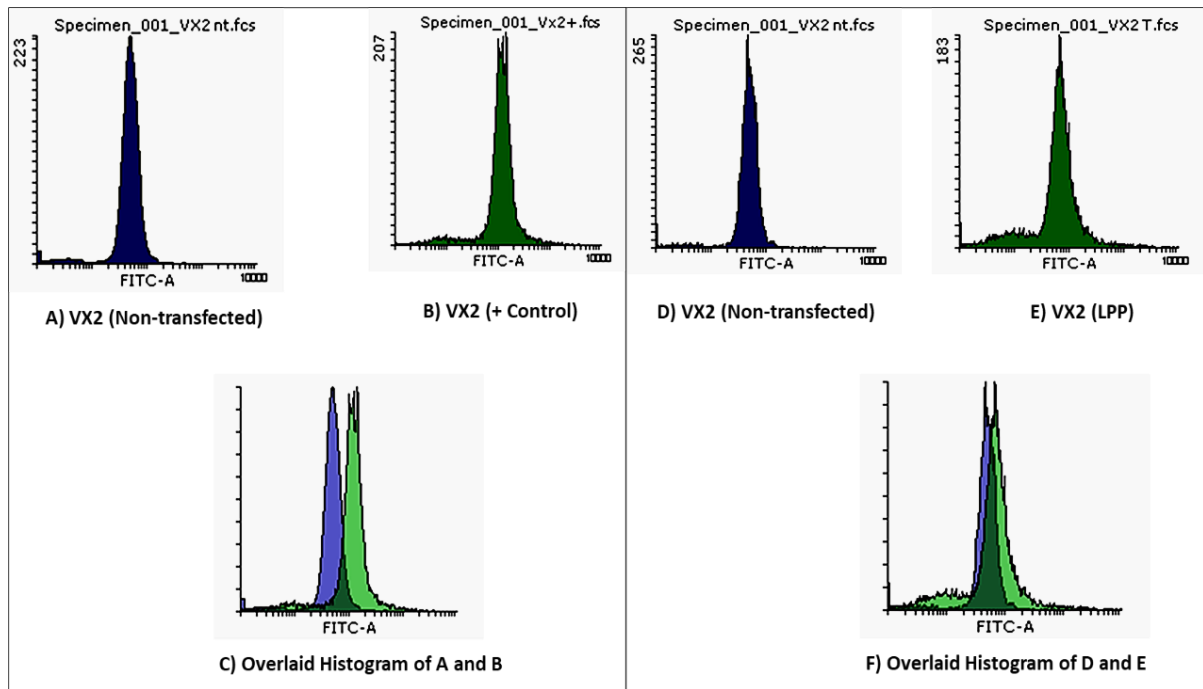 Specimen_001_VX2 nt.fcs
223
10000
FITC-A
A) VX2 (Non-transfected)
Specimen_001_Vx2+.fcs
207
10000
FITC-A
B) VX2 (+ Control)
FITC-A
C) Overlaid Histogram of A and B
Specimen_001_VX2 nt.fcs
265
10000
FITC-A
D) VX2 (Non-transfected)
Specimen_001_VX2 T.fcs
183
10000
FITC-A
E) VX2 (LPP)
FITC-A
F) Overlaid Histogram of D and E